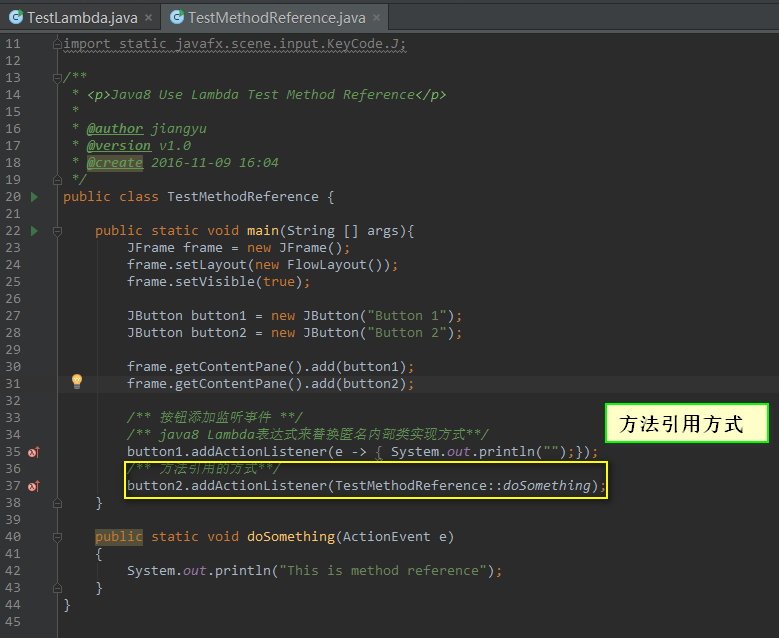 TestLambda.java × TestMethodReference.java ×
11 import static javafx.scene.input.KeyCode.J;
12
13 /**
14 * <p>Java8 Use Lambda Test Method Reference</p>
15 *
16 * @author jiangyu
17 * @version v1.0
18 * @create 2016-11-09 16:04
19 */
20 public class TestMethodReference {
21
22 public static void main(String [] args){
23 JFrame frame = new JFrame();
24 frame.setLayout(new FlowLayout());
25 frame.setVisible(true);
26
27 JButton button1 = new JButton("Button 1");
28 JButton button2 = new JButton("Button 2");
29
30 frame.getContentPane().add(button1);
31 frame.getContentPane().add(button2);
32
33 /** 按钮添加监听事件 **/
方法引用方式
34 /** java8 Lambda表达式来替换匿名内部类实现方式**/
35 button1.addActionListener(e -> { System.out.println("");});
36 /** 方法引用的方式**/
37 button2.addActionListener(TestMethodReference::doSomething);
38 }
39
40 public static void doSomething(ActionEvent e)
41 {
42 System.out.println("This is method reference");
43 }
44 }
45